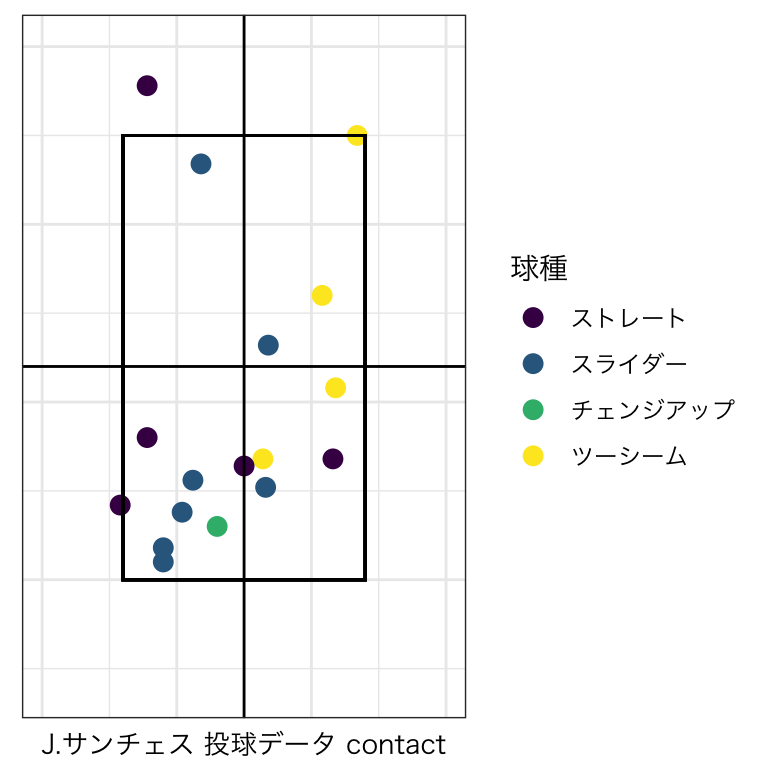 球種
ストレート
スライダー
チェンジアップ
ツーシーム
J.サンチェス 投球データ contact